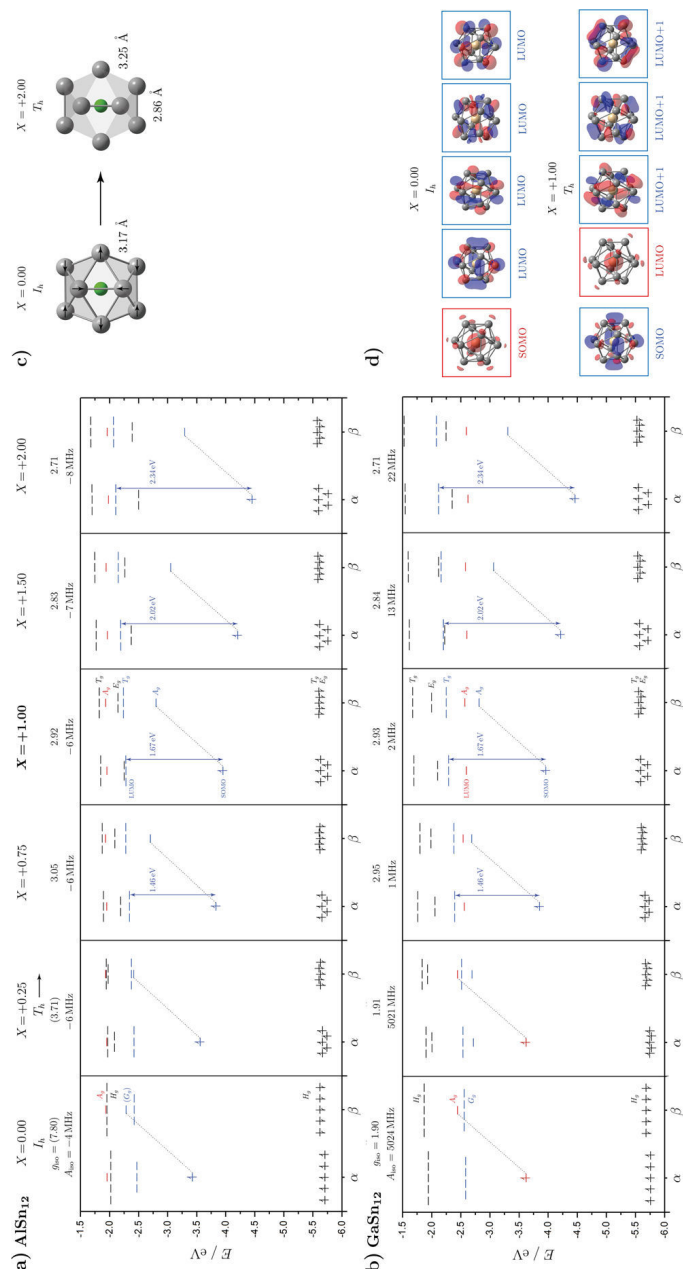 a) AlSn12
X = 0.00
X = +0.25
X = +0.75
X = +1.00
X = +1.50
X = +2.00
Ih
Th ⟶
giso = (7.80)
(3.71)
3.05
2.92
2.83
2.71
Aiso = −4 MHz
−6 MHz
−6 MHz
−6 MHz
−7 MHz
−8 MHz
E / eV
-1.5
-2.0
-2.5
-3.0
-3.5
-4.0
-4.5
-5.0
-5.5
-6.0
Ag
Hg
(Gg)
Hg
1.46 eV
Tg
Ag
Eg
Tg
LUMO
1.67 eV
Ag
SOMO
Tg
Eg
2.02 eV
2.34 eV
α β α β α β α β α β α β
b) GaSn12
giso = 1.90
1.91
2.95
2.93
2.84
2.71
Aiso = 5024 MHz
5021 MHz
1 MHz
2 MHz
13 MHz
22 MHz
E / eV
-1.5
-2.0
-2.5
-3.0
-3.5
-4.0
-4.5
-5.0
-5.5
-6.0
Hg
Ag
Gg
Hg
1.46 eV
Tg
Eg
Tg
LUMO
Ag
Ag
1.67 eV
SOMO
Tg
Eg
2.02 eV
2.34 eV
α β α β α β α β α β α β
c)
X = 0.00
X = +2.00
Ih
Th
3.17 Å
3.25 Å
2.86 Å
d)
X = 0.00
Ih
SOMO
LUMO
LUMO
LUMO
LUMO
X = +1.00
Th
SOMO
LUMO
LUMO+1
LUMO+1
LUMO+1